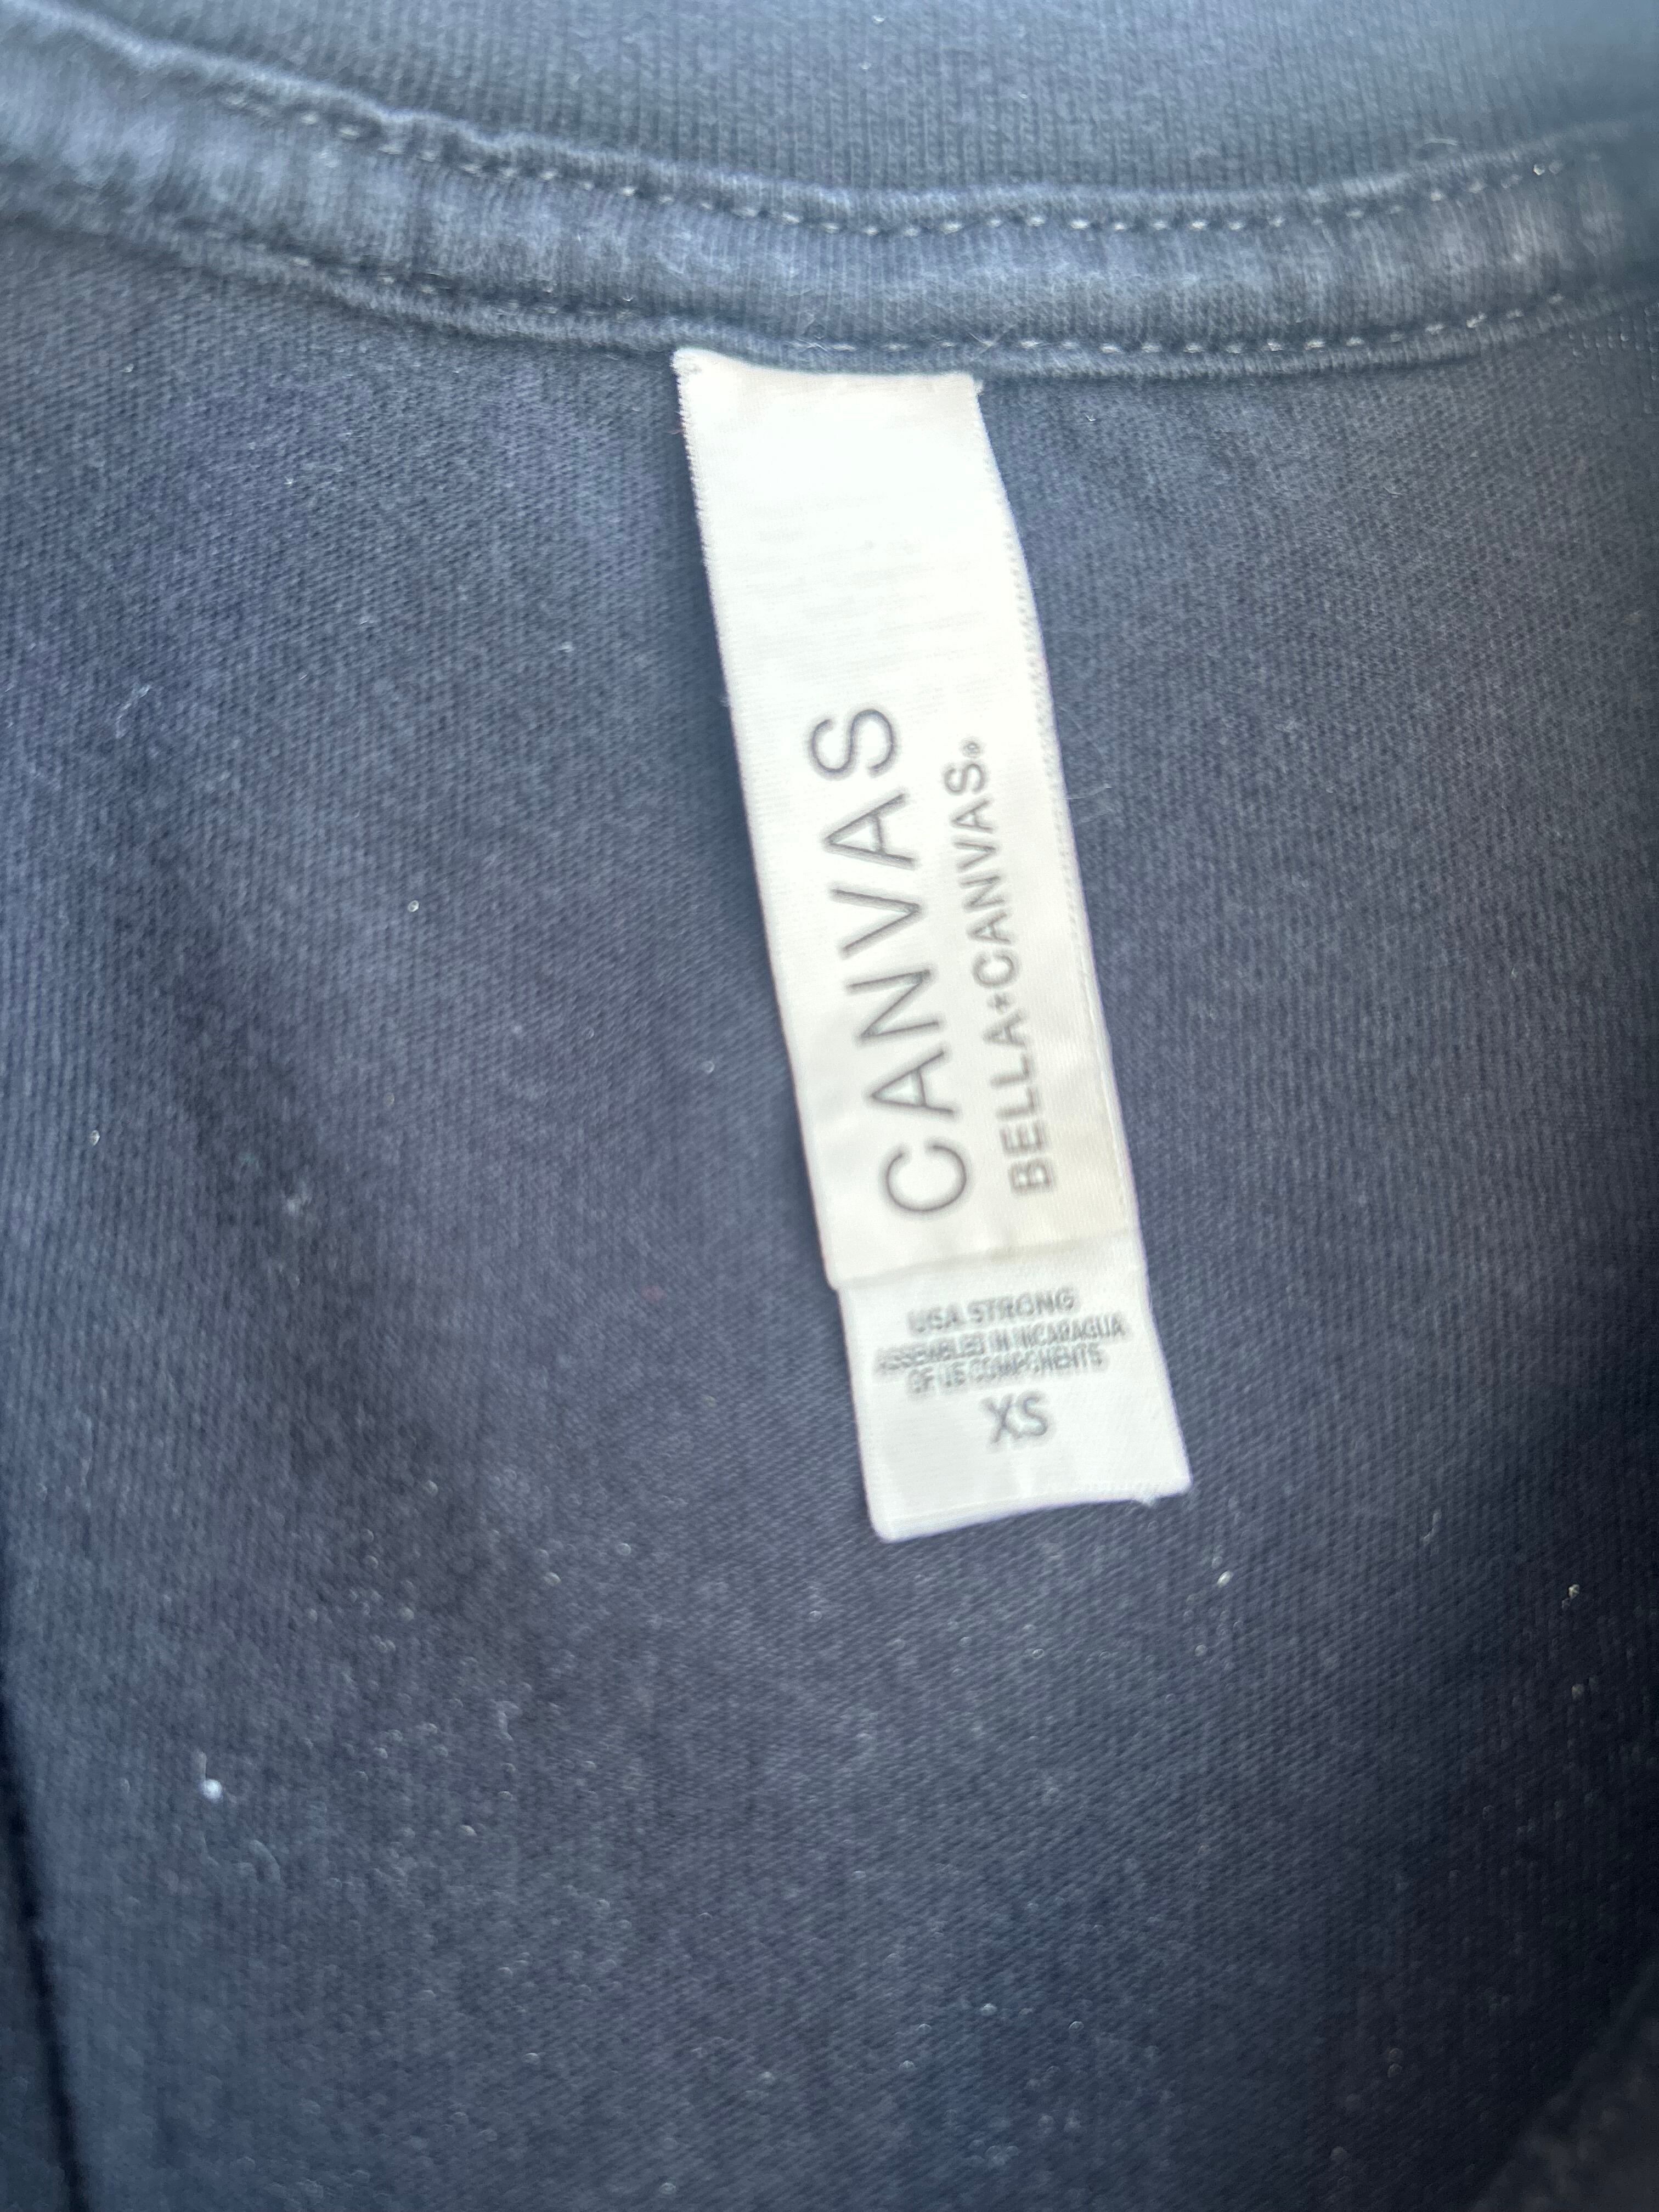 CANVAS
BELLA+CANVAS®
USA STRONG
ASSEMBLED IN NICARAGUA
OF US COMPONENTS
XS